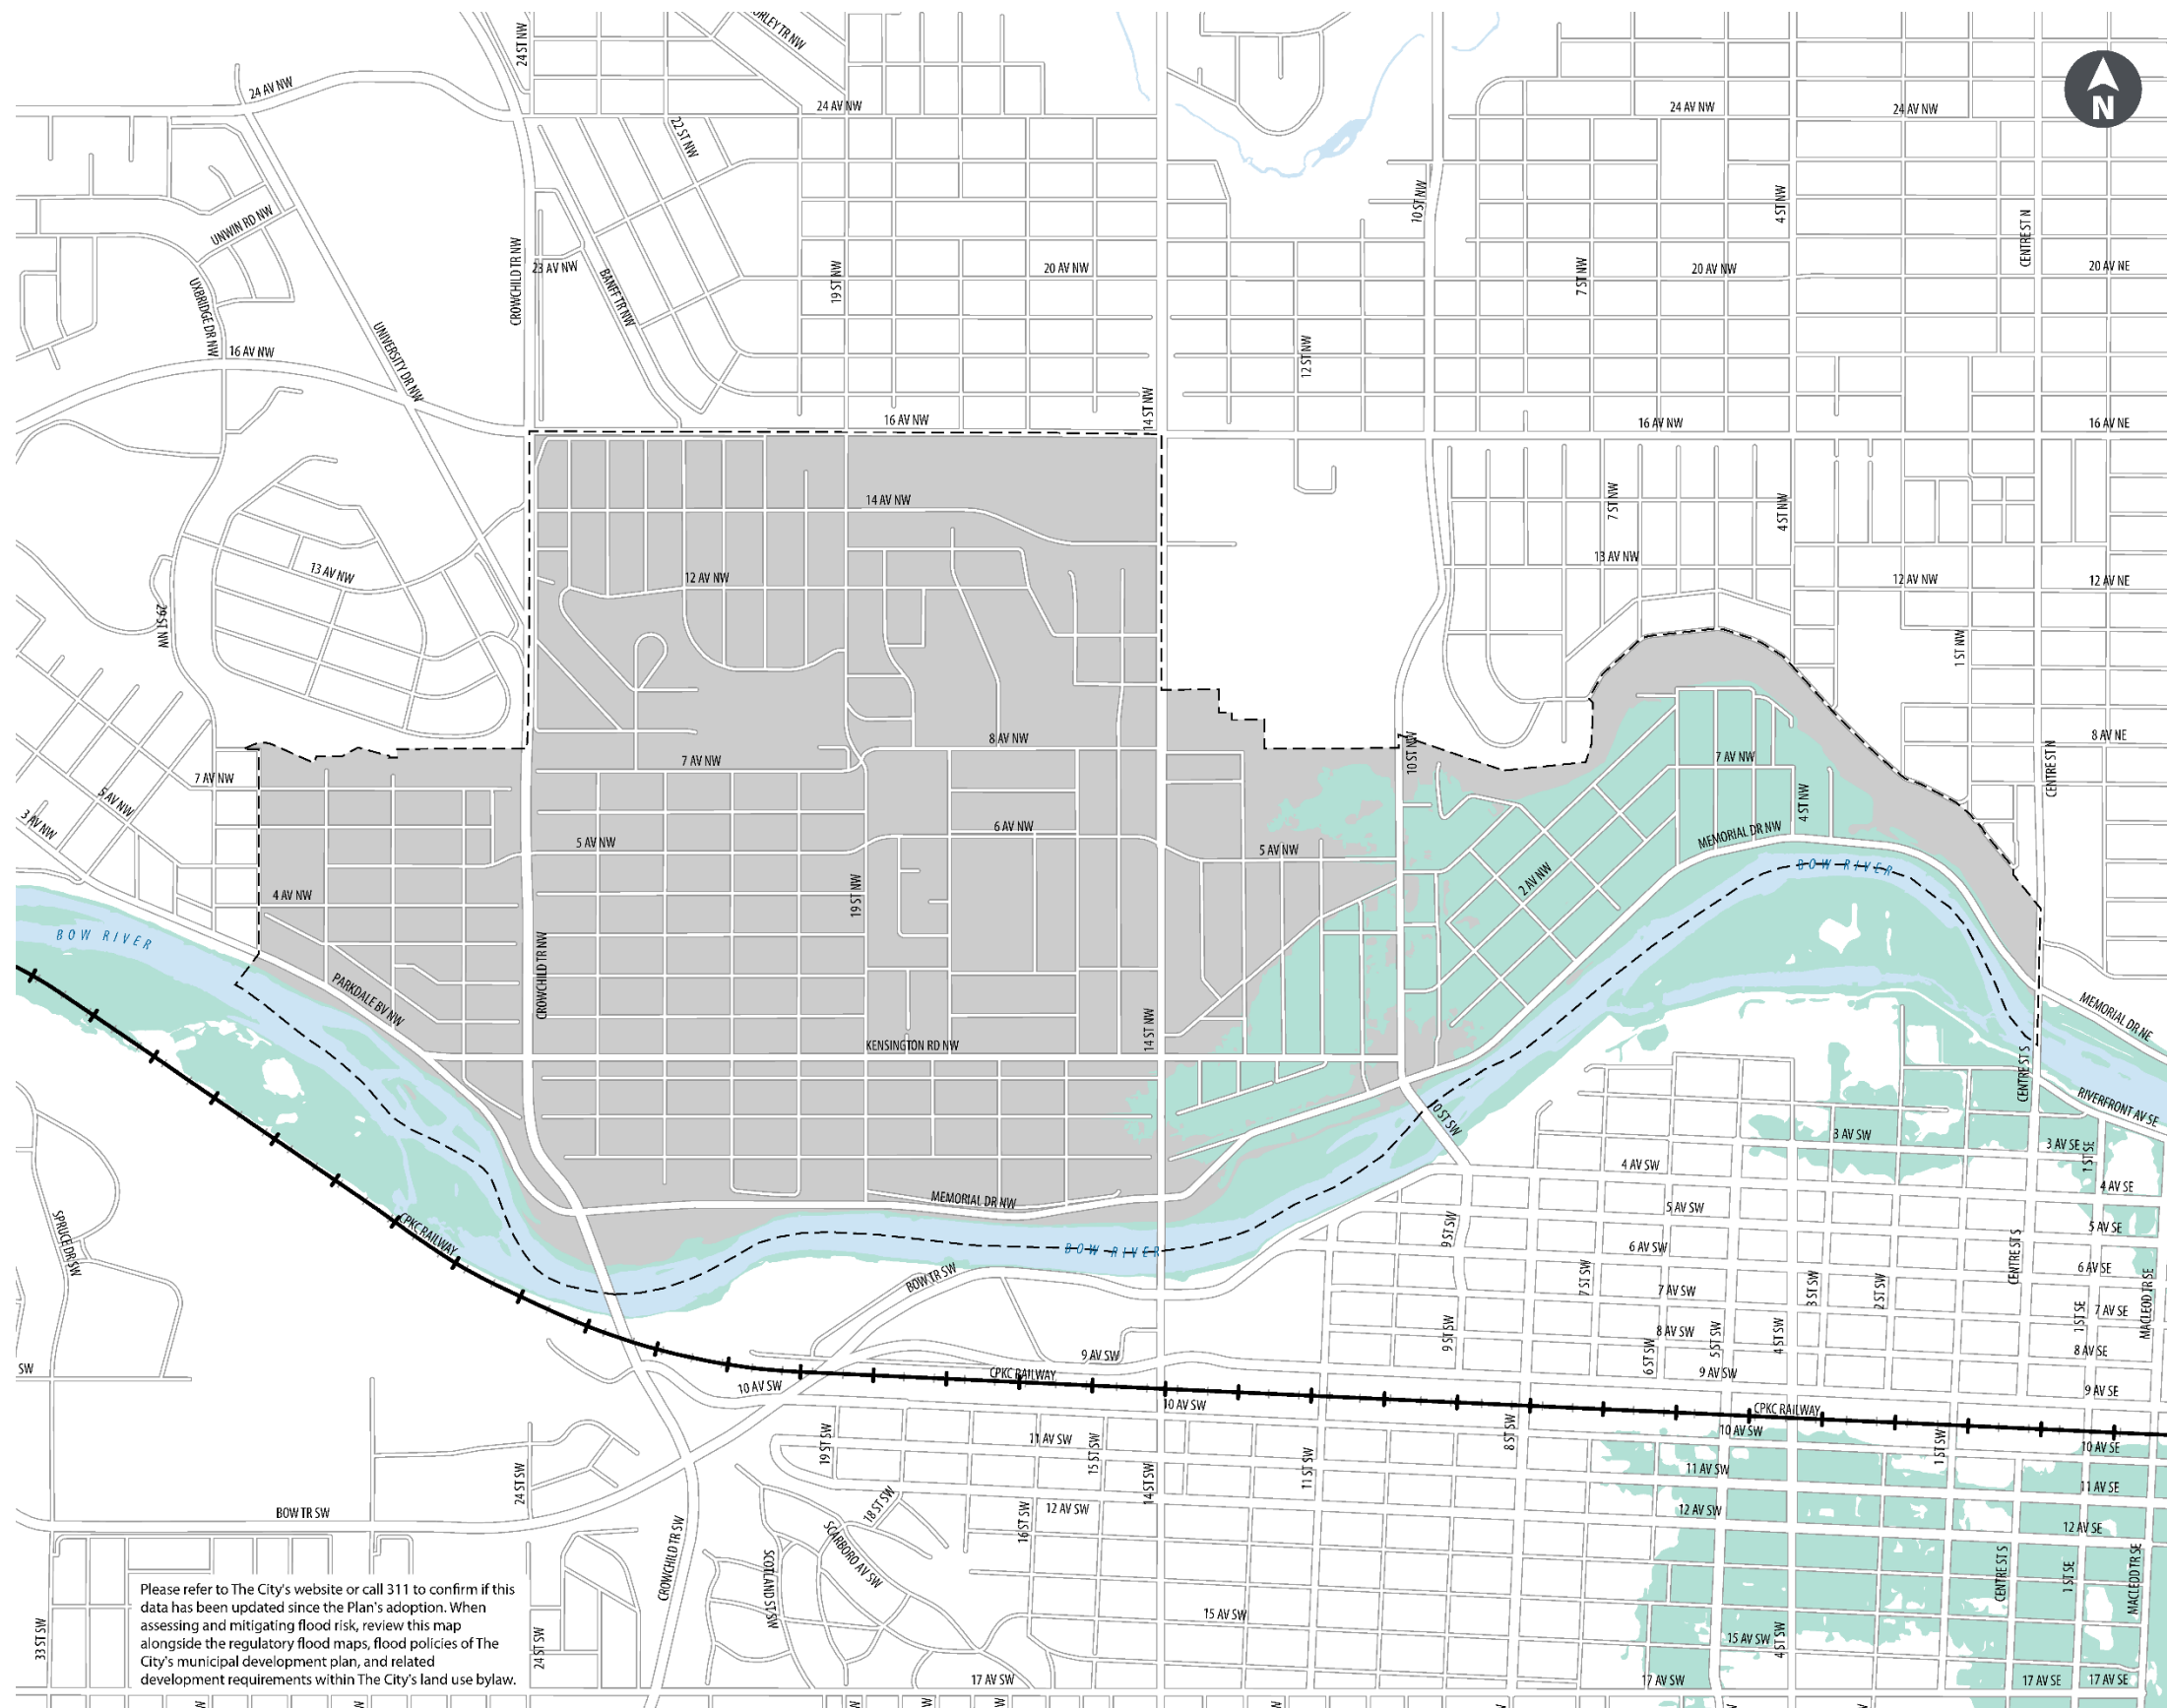 24 ST NW
MORLEY TR NW
N
24 AV NW
24 AV NW
24 AV NW
24 AV NW
22 ST NW
10 ST NW
4 ST NW
UNWIN RD NW
CENTRE ST N
CROWCHILD TR NW
23 AV NW
BANFF TR NW
19 ST NW
20 AV NW
7 ST NW
20 AV NW
20 AV NE
UXBRIDGE DR NW
16 AV NW
UNIVERSITY DR NW
12 ST NW
14 ST NW
16 AV NW
16 AV NW
16 AV NE
14 AV NW
7 ST NW
4 ST NW
13 AV NW
13 AV NW
12 AV NW
12 AV NW
12 AV NE
29 ST NW
1 ST NW
8 AV NW
10 ST NW
8 AV NE
7 AV NW
7 AV NW
7 AV NW
CENTRE ST N
5 AV NW
3 AV NW
4 ST NW
6 AV NW
MEMORIAL DR NW
5 AV NW
5 AV NW
BOW RIVER
2 AV NW
4 AV NW
19 ST NW
BOW RIVER
CROWCHILD TR NW
PARKDALE BV NW
MEMORIAL DR NE
14 ST NW
KENSINGTON RD NW
CENTRE ST S
RIVERFRONT AV SE
10 ST SW
3 AV SW
3 AV SE
1 ST SE
4 AV SW
4 AV SE
MEMORIAL DR NW
5 AV SW
5 AV SE
SPRUCE DR SW
CPKC RAILWAY
9 ST SW
BOW RIVER
6 AV SW
CENTRE ST S
6 AV SE
BOW TR SW
7 ST SW
7 AV SW
3 ST SW
2 ST SW
MACLEOD TR SE
1 ST SE
7 AV SE
9 ST SW
8 AV SW
5 ST SW
4 ST SW
8 AV SE
6 ST SW
9 AV SW
9 AV SW
SW
CPKC RAILWAY
10 AV SW
9 AV SE
10 AV SW
CPKC RAILWAY
10 AV SW
19 ST SW
11 AV SW
15 ST SW
8 ST SW
1 ST SW
10 AV SE
24 ST SW
14 ST SW
11 ST SW
11 AV SW
11 AV SE
BOW TR SW
18 ST SW
16 ST SW
12 AV SW
12 AV SW
12 AV SE
CROWCHILD TR SW
SCOTLAND ST SW
SCARBORO AV SW
CENTRE ST S
1 ST SE
MACLEOD TR SE
Please refer to The City's website or call 311 to confirm if this
data has been updated since the Plan's adoption. When
assessing and mitigating flood risk, review this map
alongside the regulatory flood maps, flood policies of The
City's municipal development plan, and related
development requirements within The City's land use bylaw.
33 ST SW
24 ST SW
15 AV SW
15 AV SW
4 ST SW
17 AV SW
17 AV SW
17 AV SE
17 AV SE